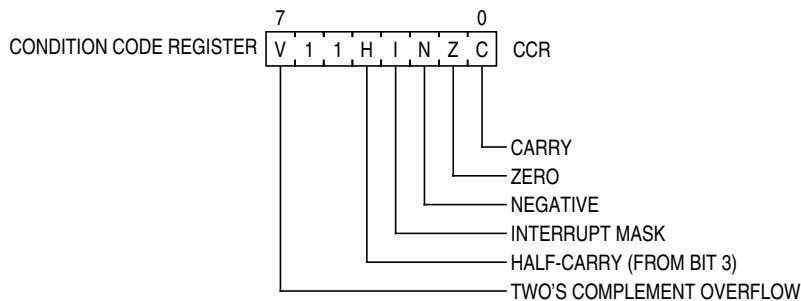 7 0
CONDITION CODE REGISTER V 1 1 H I N Z C CCR
CARRY
ZERO
NEGATIVE
INTERRUPT MASK
HALF-CARRY (FROM BIT 3)
TWO'S COMPLEMENT OVERFLOW